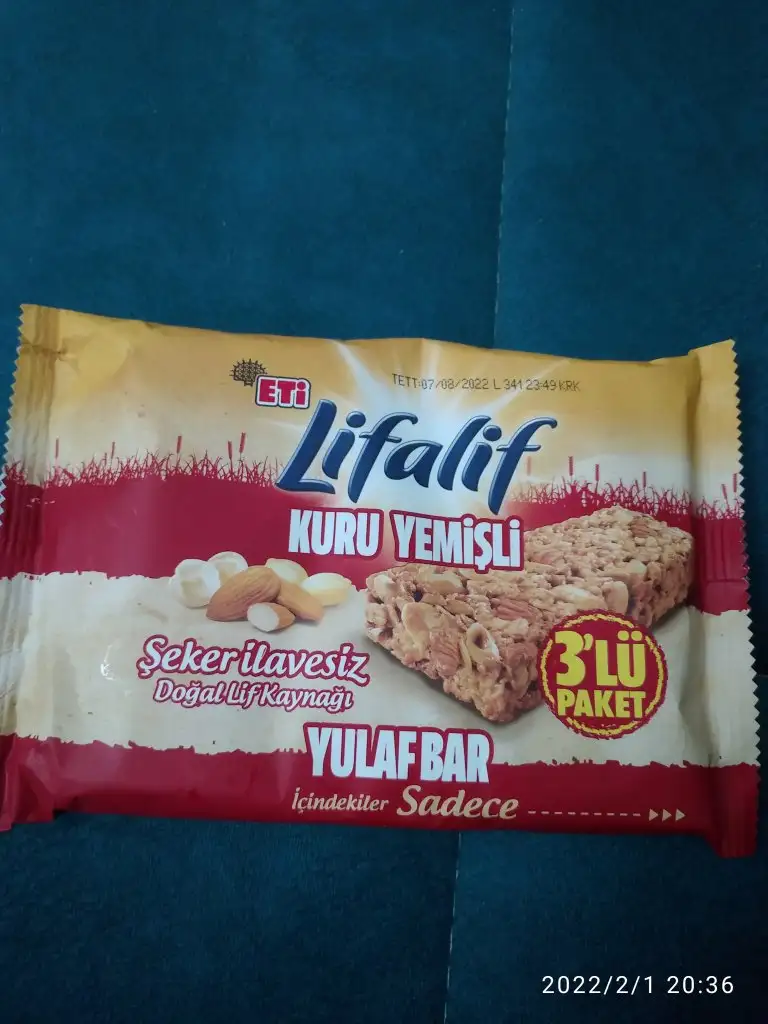 TETT:07/08/2022 L 341 23:49 KRK
ETİ
Lifalif
KURU YEMİŞLİ
Şeker ilavesiz
Doğal Lif Kaynağı
3'LÜ
PAKET
YULAF BAR
İçindekiler Sadece
2022/2/1 20:36